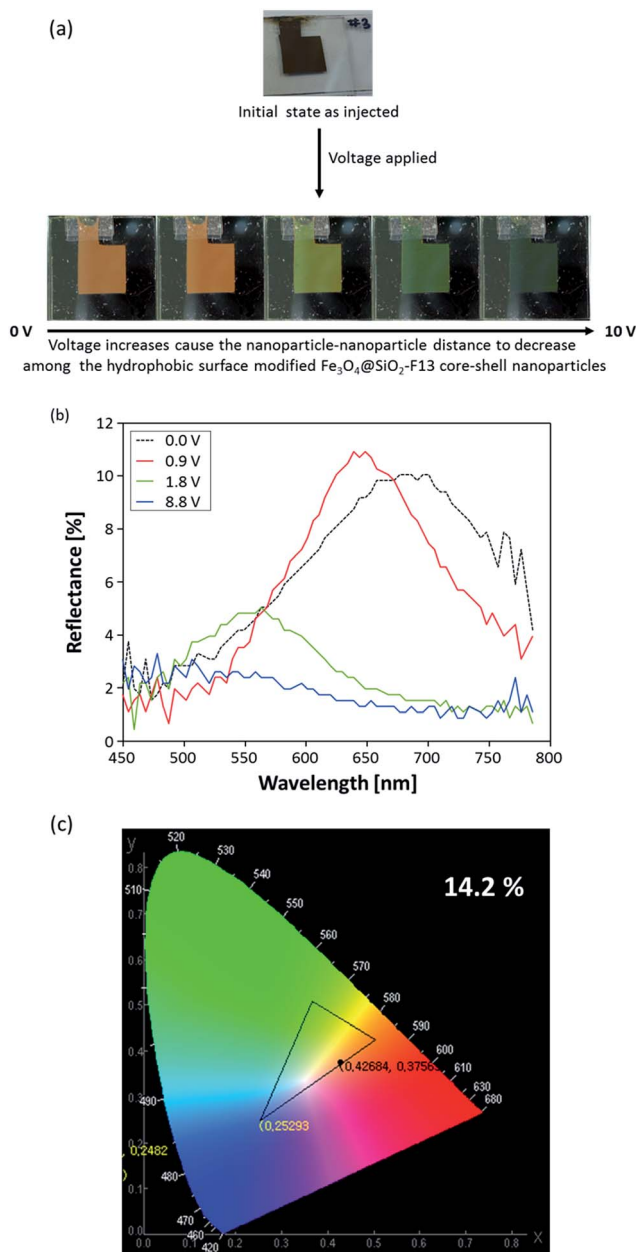 (a)
#3
Initial state as injected
Voltage applied
0 V
10 V
Voltage increases cause the nanoparticle-nanoparticle distance to decrease
among the hydrophobic surface modified Fe₃O₄@SiO₂-F13 core-shell nanoparticles
(b)
12
10
8
6
4
2
0
Reflectance [%]
0.0 V
0.9 V
1.8 V
8.8 V
450 500 550 600 650 700 750 800
Wavelength [nm]
(c)
14.2 %
y
0.8
0.7
0.6
0.5
0.4
0.3
0.2
0.1
0.0
520
530
540
550
560
570
580
590
600
610
630
680
510
490
480
470
460
420
(0,42684, 0,3756
(0,25293
, 0,2482
)
0.0 0.1 0.2 0.3 0.4 0.5 0.6 0.7 0.8
X